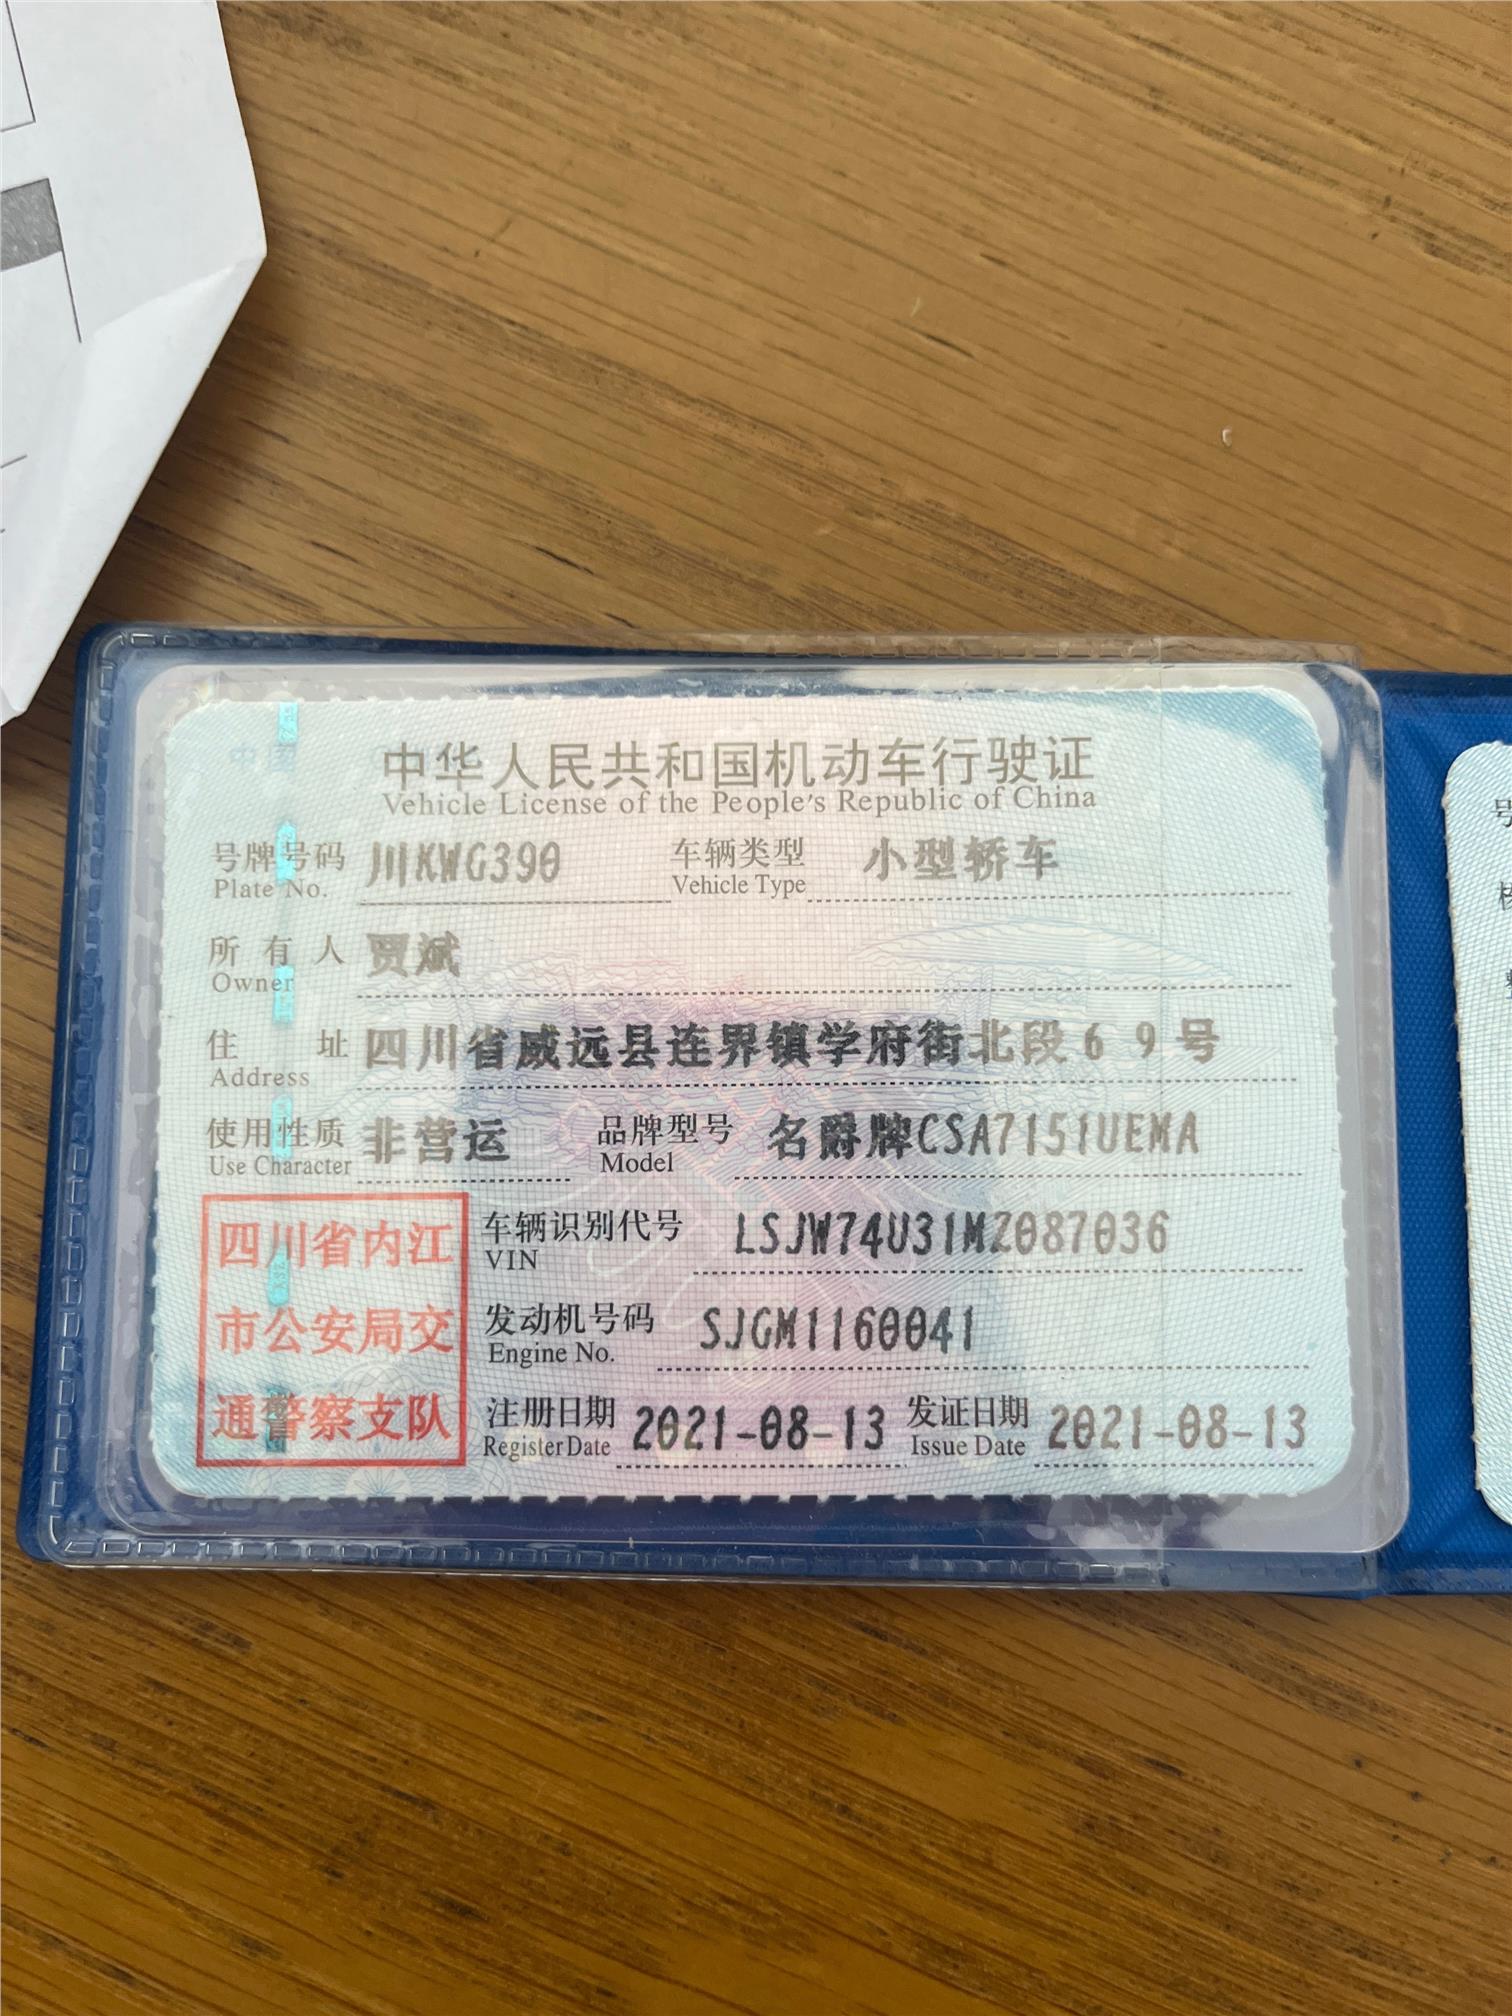 中华人民共和国机动车行驶证
Vehicle License of the People's Republic of China
号牌号码 川KWG390 车辆类型 小型轿车
Plate No. Vehicle Type
所有人 贾斌
Owner
住址 四川省威远县连界镇学府街北段69号
Address
使用性质 非营运 品牌型号 名爵牌CSA7151UEMA
Use Character Model
车辆识别代号 LSJW74U31MZ087036
VIN
发动机号码 SJGM1160041
Engine No.
注册日期 2021-08-13 发证日期 2021-08-13
Register Date Issue Date
四川省内江
市公安局交
通警察支队
号